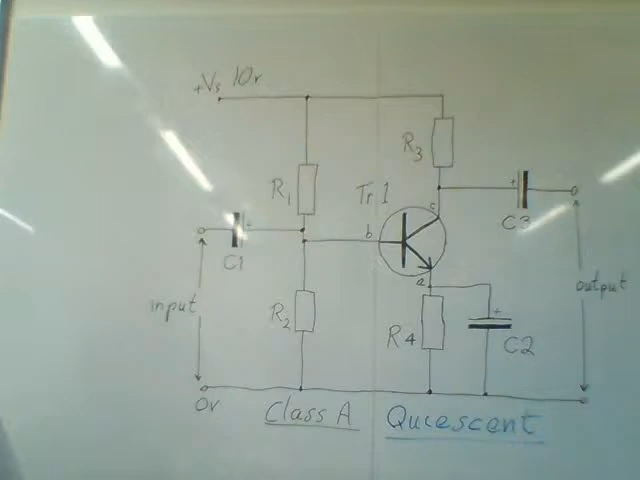 +Vs 10v
R3
R1
Tr 1
c
+
C3
b
+
C1
e
input
output
R2
+
R4
C2
0v
Class A Quiescent